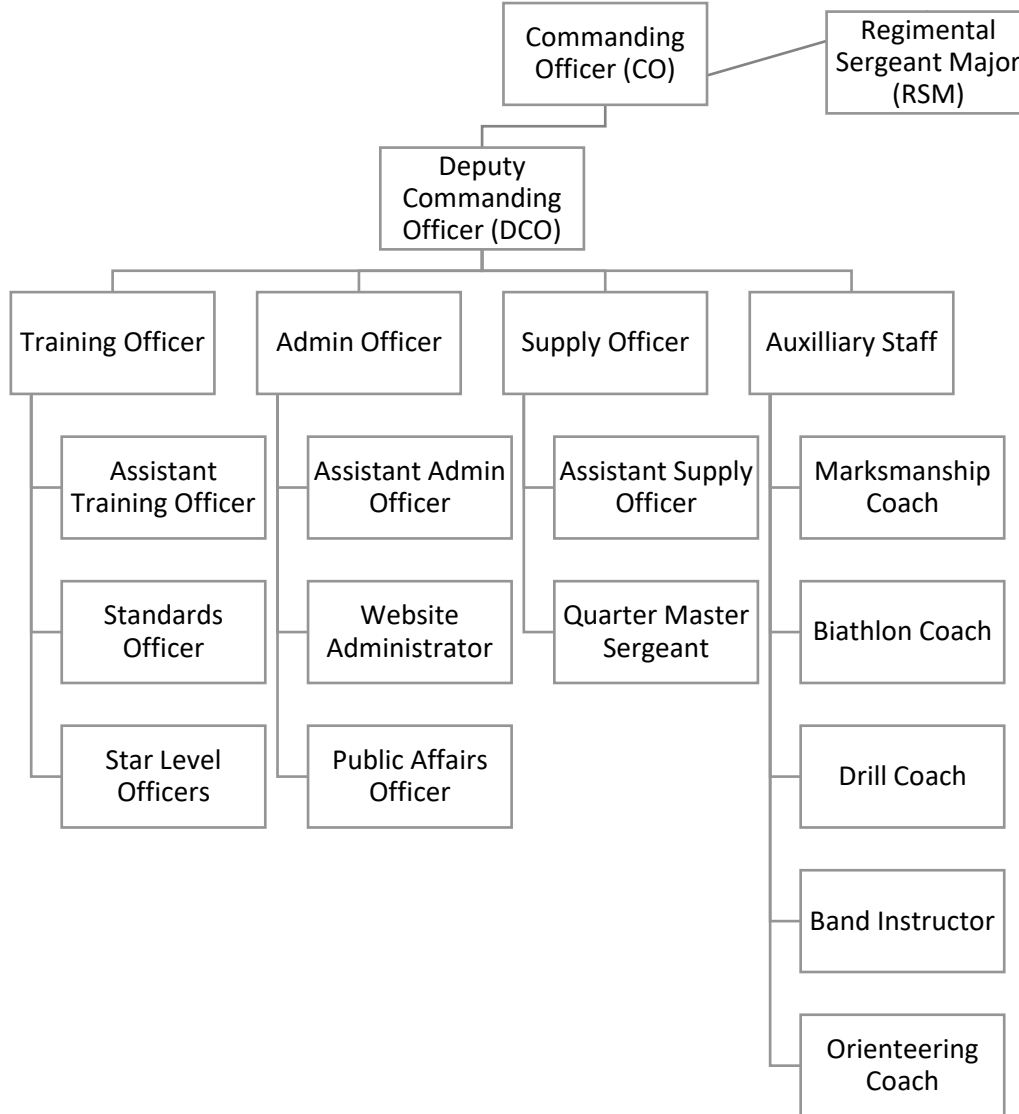 Commanding
Officer (CO)
Regimental
Sergeant Major
(RSM)
Deputy
Commanding
Officer (DCO)
Training Officer
Admin Officer
Supply Officer
Auxilliary Staff
Assistant
Training Officer
Assistant Admin
Officer
Assistant Supply
Officer
Marksmanship
Coach
Standards
Officer
Website
Administrator
Quarter Master
Sergeant
Biathlon Coach
Star Level
Officers
Public Affairs
Officer
Drill Coach
Band Instructor
Orienteering
Coach